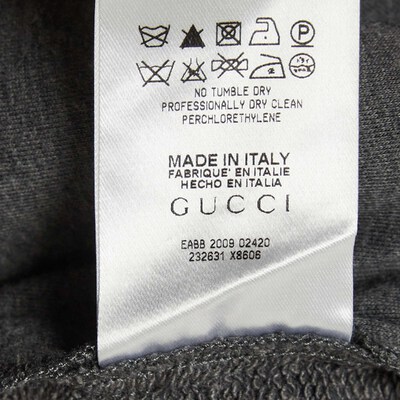 P
NO TUMBLE DRY
PROFESSIONALLY DRY CLEAN
PERCHLORETHYLENE
MADE IN ITALY
FABRIQUE' EN ITALIE
HECHO EN ITALIA
GUCCI
EABB 2009 02420
232631 X8606